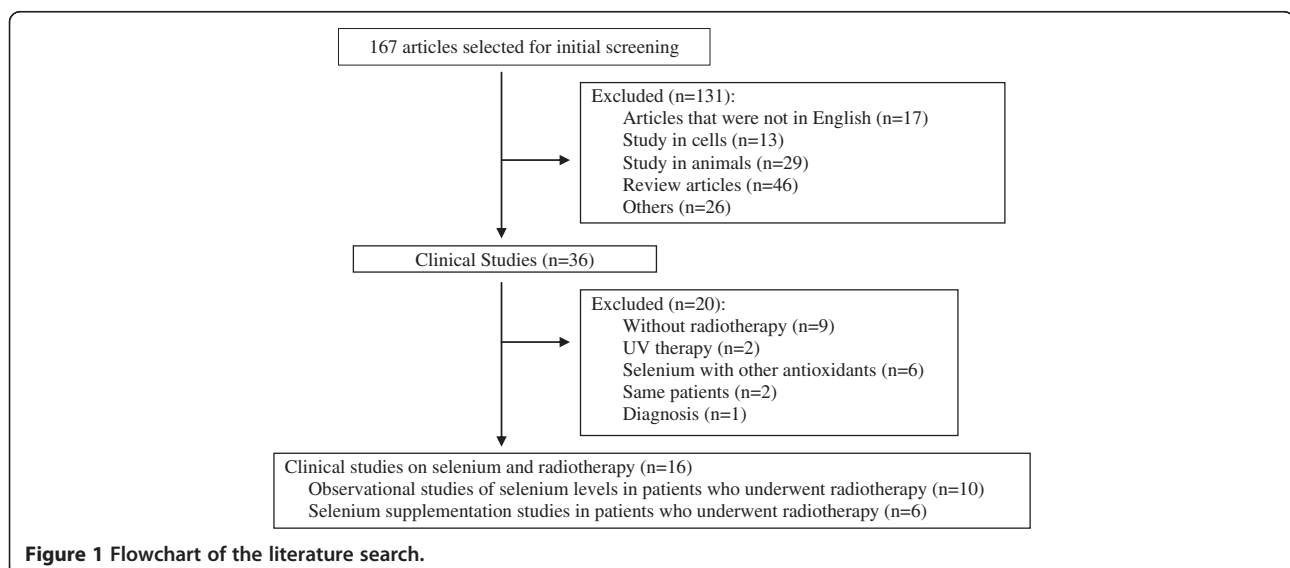 167 articles selected for initial screening
Excluded (n=131):
Articles that were not in English (n=17)
Study in cells (n=13)
Study in animals (n=29)
Review articles (n=46)
Others (n=26)
Clinical Studies (n=36)
Excluded (n=20):
Without radiotherapy (n=9)
UV therapy (n=2)
Selenium with other antioxidants (n=6)
Same patients (n=2)
Diagnosis (n=1)
Clinical studies on selenium and radiotherapy (n=16)
Observational studies of selenium levels in patients who underwent radiotherapy (n=10)
Selenium supplementation studies in patients who underwent radiotherapy (n=6)
Figure 1 Flowchart of the literature search.